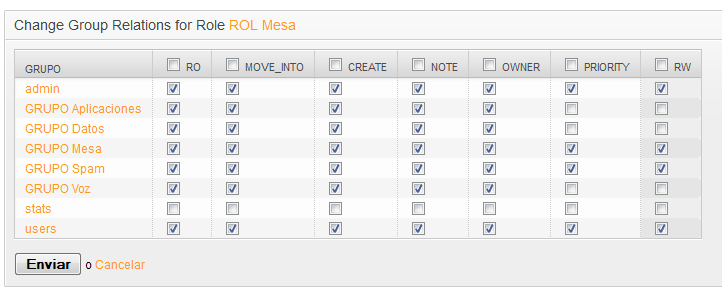 Change Group Relations for Role ROL Mesa
GRUPO RO MOVE_INTO CREATE NOTE OWNER PRIORITY RW
admin
GRUPO Aplicaciones
GRUPO Datos
GRUPO Mesa
GRUPO Spam
GRUPO Voz
stats
users
Enviar o Cancelar